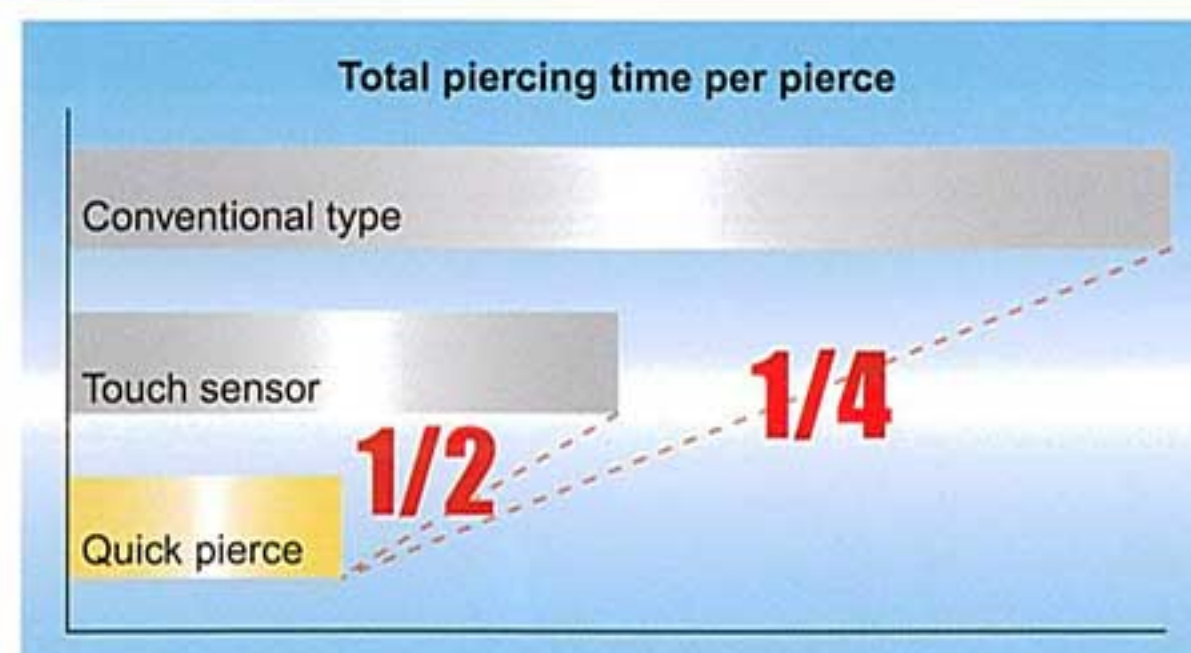 Total piercing time per pierce
Conventional type
Touch sensor
Quick pierce
1/2
1/4